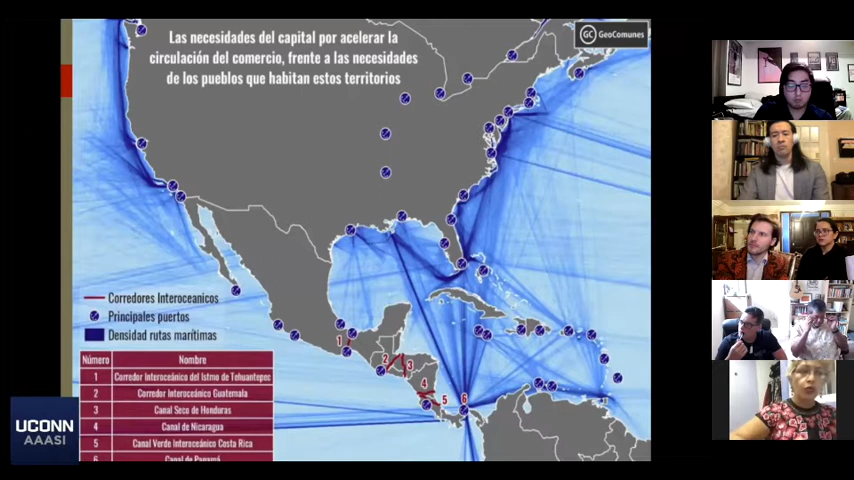 Las necesidades del capital por acelerar la
circulación del comercio, frente a las necesidades
de los pueblos que habitan estos territorios
CC GeoComunes
Corredores Interoceanicos
Principales puertos
Densidad rutas marítimas
Número Nombre
1 Corredor Interoceánico del Istmo de Tehuantepec
2 Corredor Interoceánico Guatemala
3 Canal Seco de Honduras
4 Canal de Nicaragua
5 Canal Verde Interoceánico Costa Rica
6 Canal de Panamá
1
2
3
4
5
6
UCONN
AAASI